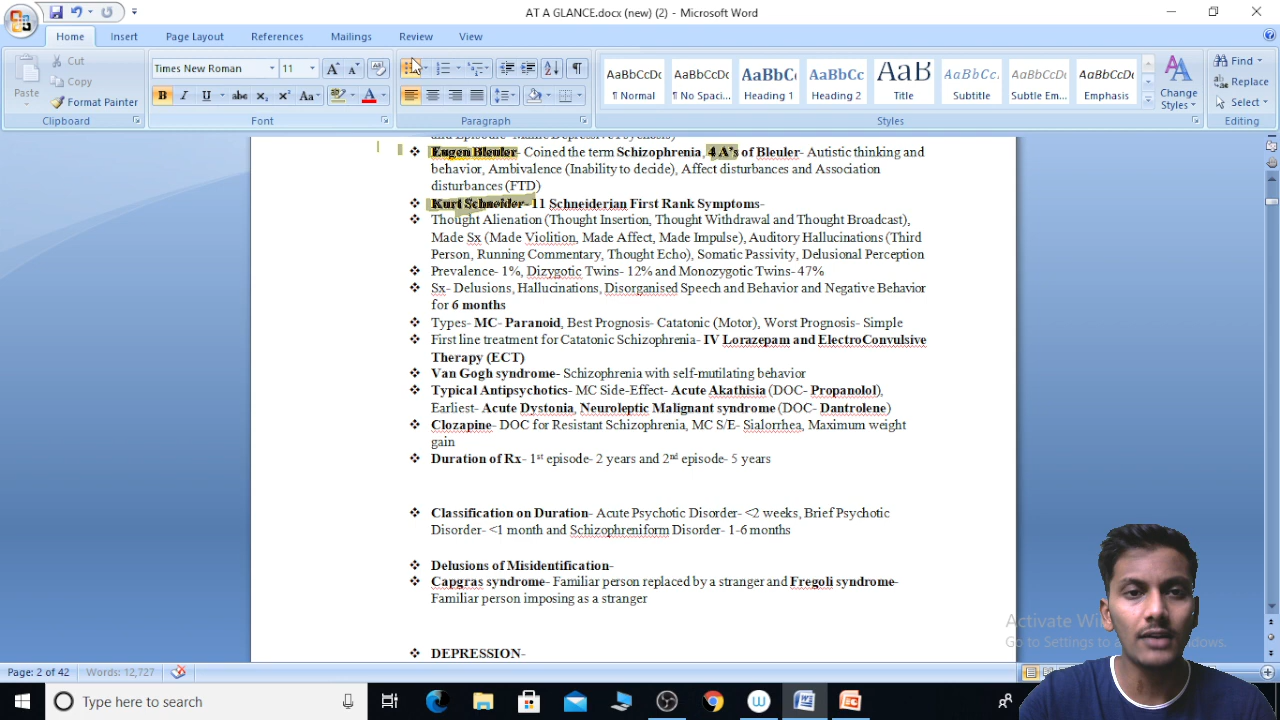 AT A GLANCE.docx (new) (2) - Microsoft Word
Home Insert Page Layout References Mailings Review View
Paste
Cut
Copy
Format Painter
Clipboard
Times New Roman 11
Font
Paragraph
AaBbCcDc AaBbCcDc AaBbC AaBbCc AaB AaBbCc. AaBbCcDc AaBbCcDc
¶ Normal ¶ No Spaci... Heading 1 Heading 2 Title Subtitle Subtle Em... Emphasis
Change Styles
Styles
Find
Replace
Select
Editing
❖ Eugen Bleuler- Coined the term Schizophrenia, 4 A's of Bleuler- Autistic thinking and
behavior, Ambivalence (Inability to decide), Affect disturbances and Association
disturbances (FTD)
❖ Kurt Schneider- 11 Schneiderian First Rank Symptoms-
❖ Thought Alienation (Thought Insertion, Thought Withdrawal and Thought Broadcast),
Made Sx (Made Violition, Made Affect, Made Impulse), Auditory Hallucinations (Third
Person, Running Commentary, Thought Echo), Somatic Passivity, Delusional Perception
❖ Prevalence- 1%, Dizygotic Twins- 12% and Monozygotic Twins- 47%
❖ Sx- Delusions, Hallucinations, Disorganised Speech and Behavior and Negative Behavior
for 6 months
❖ Types- MC- Paranoid, Best Prognosis- Catatonic (Motor), Worst Prognosis- Simple
❖ First line treatment for Catatonic Schizophrenia- IV Lorazepam and ElectroConvulsive
Therapy (ECT)
❖ Van Gogh syndrome- Schizophrenia with self-mutilating behavior
❖ Typical Antipsychotics- MC Side-Effect- Acute Akathisia (DOC- Propanolol),
Earliest- Acute Dystonia, Neuroleptic Malignant syndrome (DOC- Dantrolene)
❖ Clozapine- DOC for Resistant Schizophrenia, MC S/E- Sialorrhea, Maximum weight
gain
❖ Duration of Rx- 1st episode- 2 years and 2nd episode- 5 years
❖ Classification on Duration- Acute Psychotic Disorder- <2 weeks, Brief Psychotic
Disorder- <1 month and Schizophreniform Disorder- 1-6 months
❖ Delusions of Misidentification-
❖ Capgras syndrome- Familiar person replaced by a stranger and Fregoli syndrome-
Familiar person imposing as a stranger
❖ DEPRESSION-
Page: 2 of 42 Words: 12,727
Type here to search